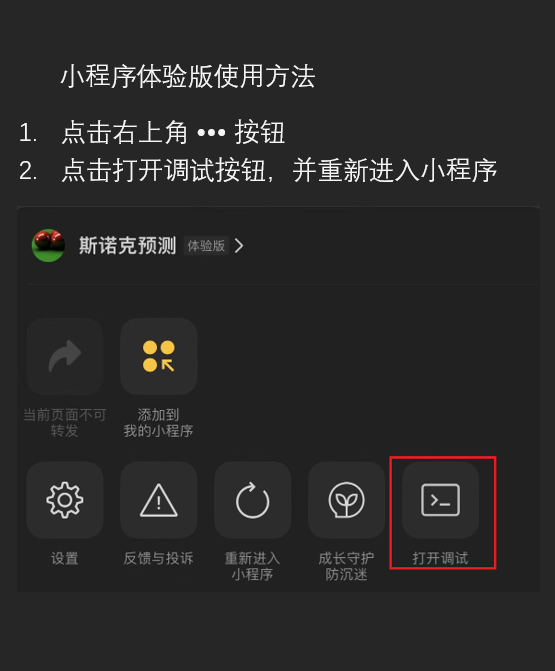 小程序体验版使用方法
1. 点击右上角 ••• 按钮
2. 点击打开调试按钮，并重新进入小程序
斯诺克预测 体验版
当前页面不可
转发
添加到
我的小程序
设置
反馈与投诉
重新进入
小程序
成长守护
防沉迷
打开调试